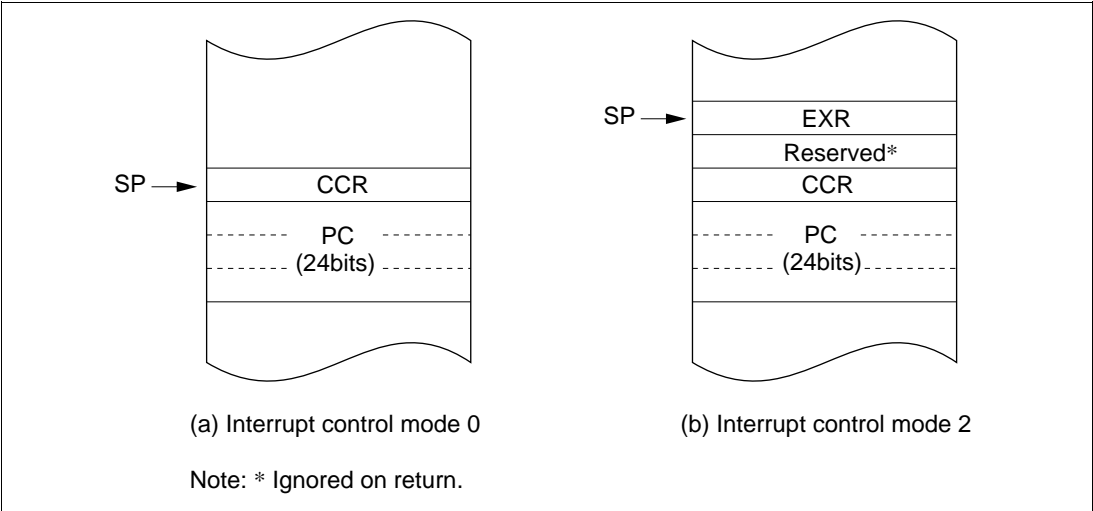 SP
CCR
PC
(24bits)
(a) Interrupt control mode 0
SP
EXR
Reserved*
CCR
PC
(24bits)
(b) Interrupt control mode 2
Note: * Ignored on return.